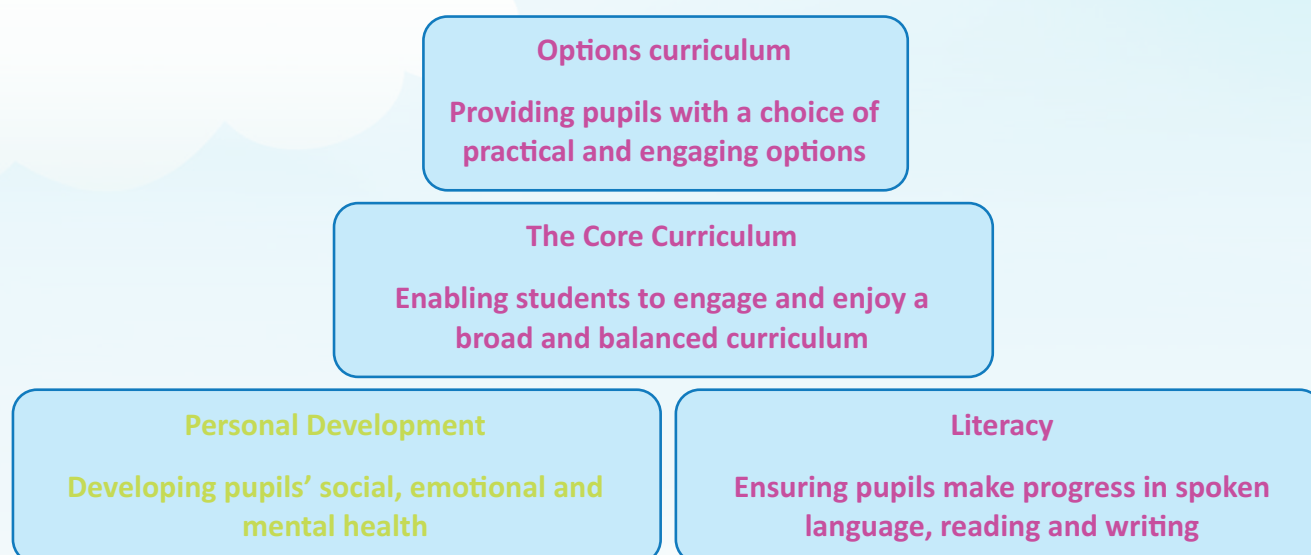 Options curriculum
Providing pupils with a choice of
practical and engaging options
The Core Curriculum
Enabling students to engage and enjoy a
broad and balanced curriculum
Personal Development
Developing pupils’ social, emotional and
mental health
Literacy
Ensuring pupils make progress in spoken
language, reading and writing